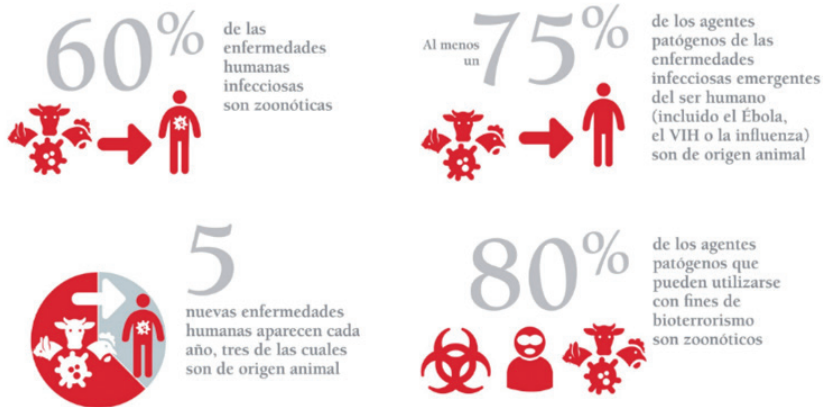 60%
de las
enfermedades
humanas
infecciosas
son zoonóticas
Al menos
un
75%
de los agentes
patógenos de las
enfermedades
infecciosas emergentes
del ser humano
(incluido el Ébola,
el VIH o la influenza)
son de origen animal
5
nuevas enfermedades
humanas aparecen cada
año, tres de las cuales
son de origen animal
80%
de los agentes
patógenos que
pueden utilizarse
con fines de
bioterrorismo
son zoonóticos